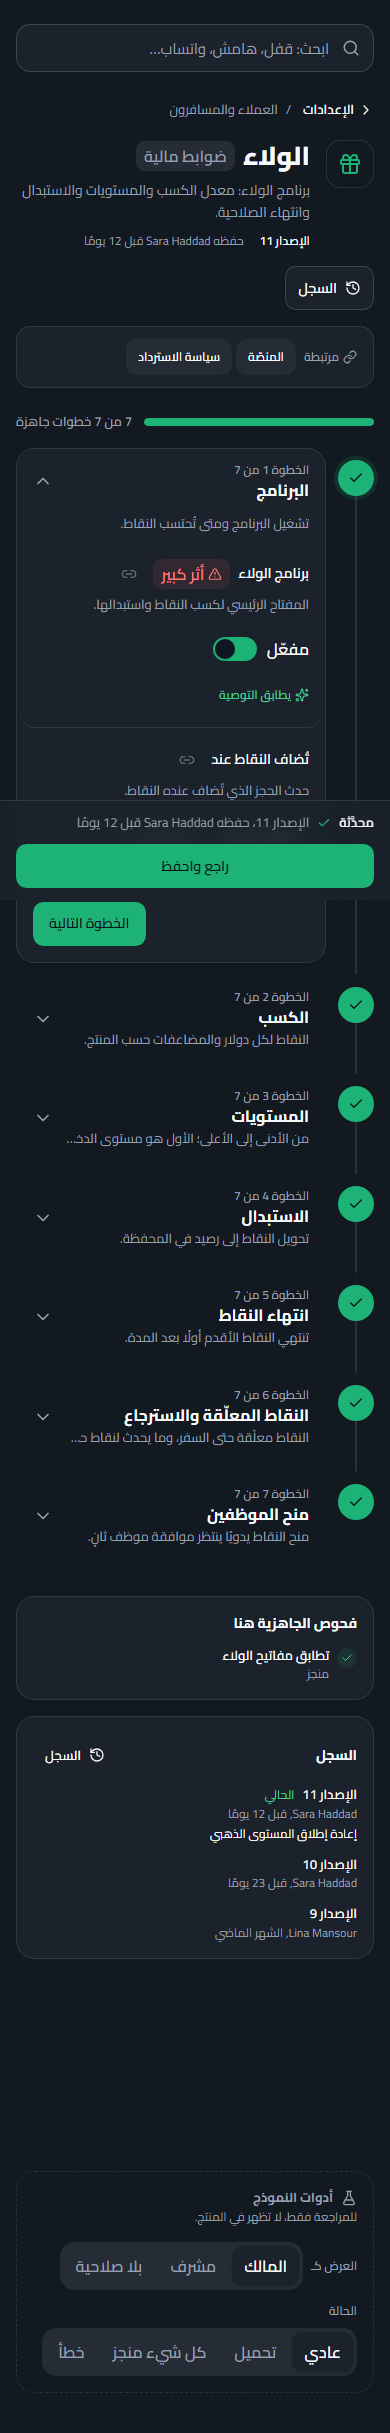 ابحث: قفل، هامش، واتساب...
الإعدادات / العملاء والمسافرون
الولاء ضوابط مالية
برنامج الولاء: معدل الكسب والمستويات والاستبدال
وانتهاء الصلاحية.
الإصدار 11 حفظه Sara Haddad قبل 12 يومًا
السجل
مرتبطة المنصّة سياسة الاسترداد
7 من 7 خطوات جاهزة
الخطوة 1 من 7
البرنامج
تشغيل البرنامج ومتى تُحتسب النقاط.
برنامج الولاء أثر كبير
المفتاح الرئيسي لكسب النقاط واستبدالها.
مفعّل
يطابق التوصية
تُضاف النقاط عند
حدث الحجز الذي تُضاف عنده النقاط.
محدّثة الإصدار 11، حفظه Sara Haddad قبل 12 يومًا
راجع واحفظ
الخطوة التالية
الخطوة 2 من 7
الكسب
النقاط لكل دولار والمضاعفات حسب المنتج.
الخطوة 3 من 7
المستويات
من الأدنى إلى الأعلى؛ الأول هو مستوى الدخ...
الخطوة 4 من 7
الاستبدال
تحويل النقاط إلى رصيد في المحفظة.
الخطوة 5 من 7
انتهاء النقاط
تنتهي النقاط الأقدم أولًا بعد المدة.
الخطوة 6 من 7
النقاط المعلّقة والاسترجاع
النقاط معلّقة حتى السفر، وما يحدث لنقاط حـ...
الخطوة 7 من 7
منح الموظفين
منح النقاط يدويًا ينتظر موافقة موظف ثانٍ.
فحوص الجاهزية هنا
تطابق مفاتيح الولاء
منجز
السجل السجل
الإصدار 11 الحالي
Sara Haddad, قبل 12 يومًا
إعادة إطلاق المستوى الذهبي
الإصدار 10
Sara Haddad, قبل 23 يومًا
الإصدار 9
Lina Mansour, الشهر الماضي
أدوات النموذج
للمراجعة فقط، لا تظهر في المنتج.
العرض كـ المالك مشرف بلا صلاحية
الحالة
عادي تحميل كل شيء منجز خطأ